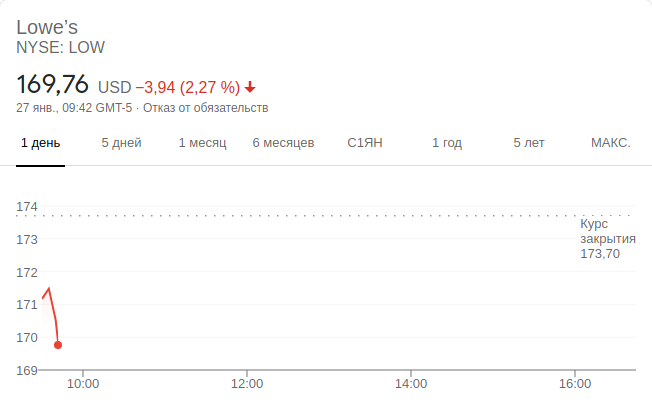 Lowe’s
NYSE: LOW
169,76 USD −3,94 (2,27 %)
27 янв., 09:42 GMT-5 · Отказ от обязательств
1 день 5 дней 1 месяц 6 месяцев С1ЯН 1 год 5 лет МАКС.
174
Курс
173 закрытия
173,70
172
171
170
169
10:00 12:00 14:00 16:00